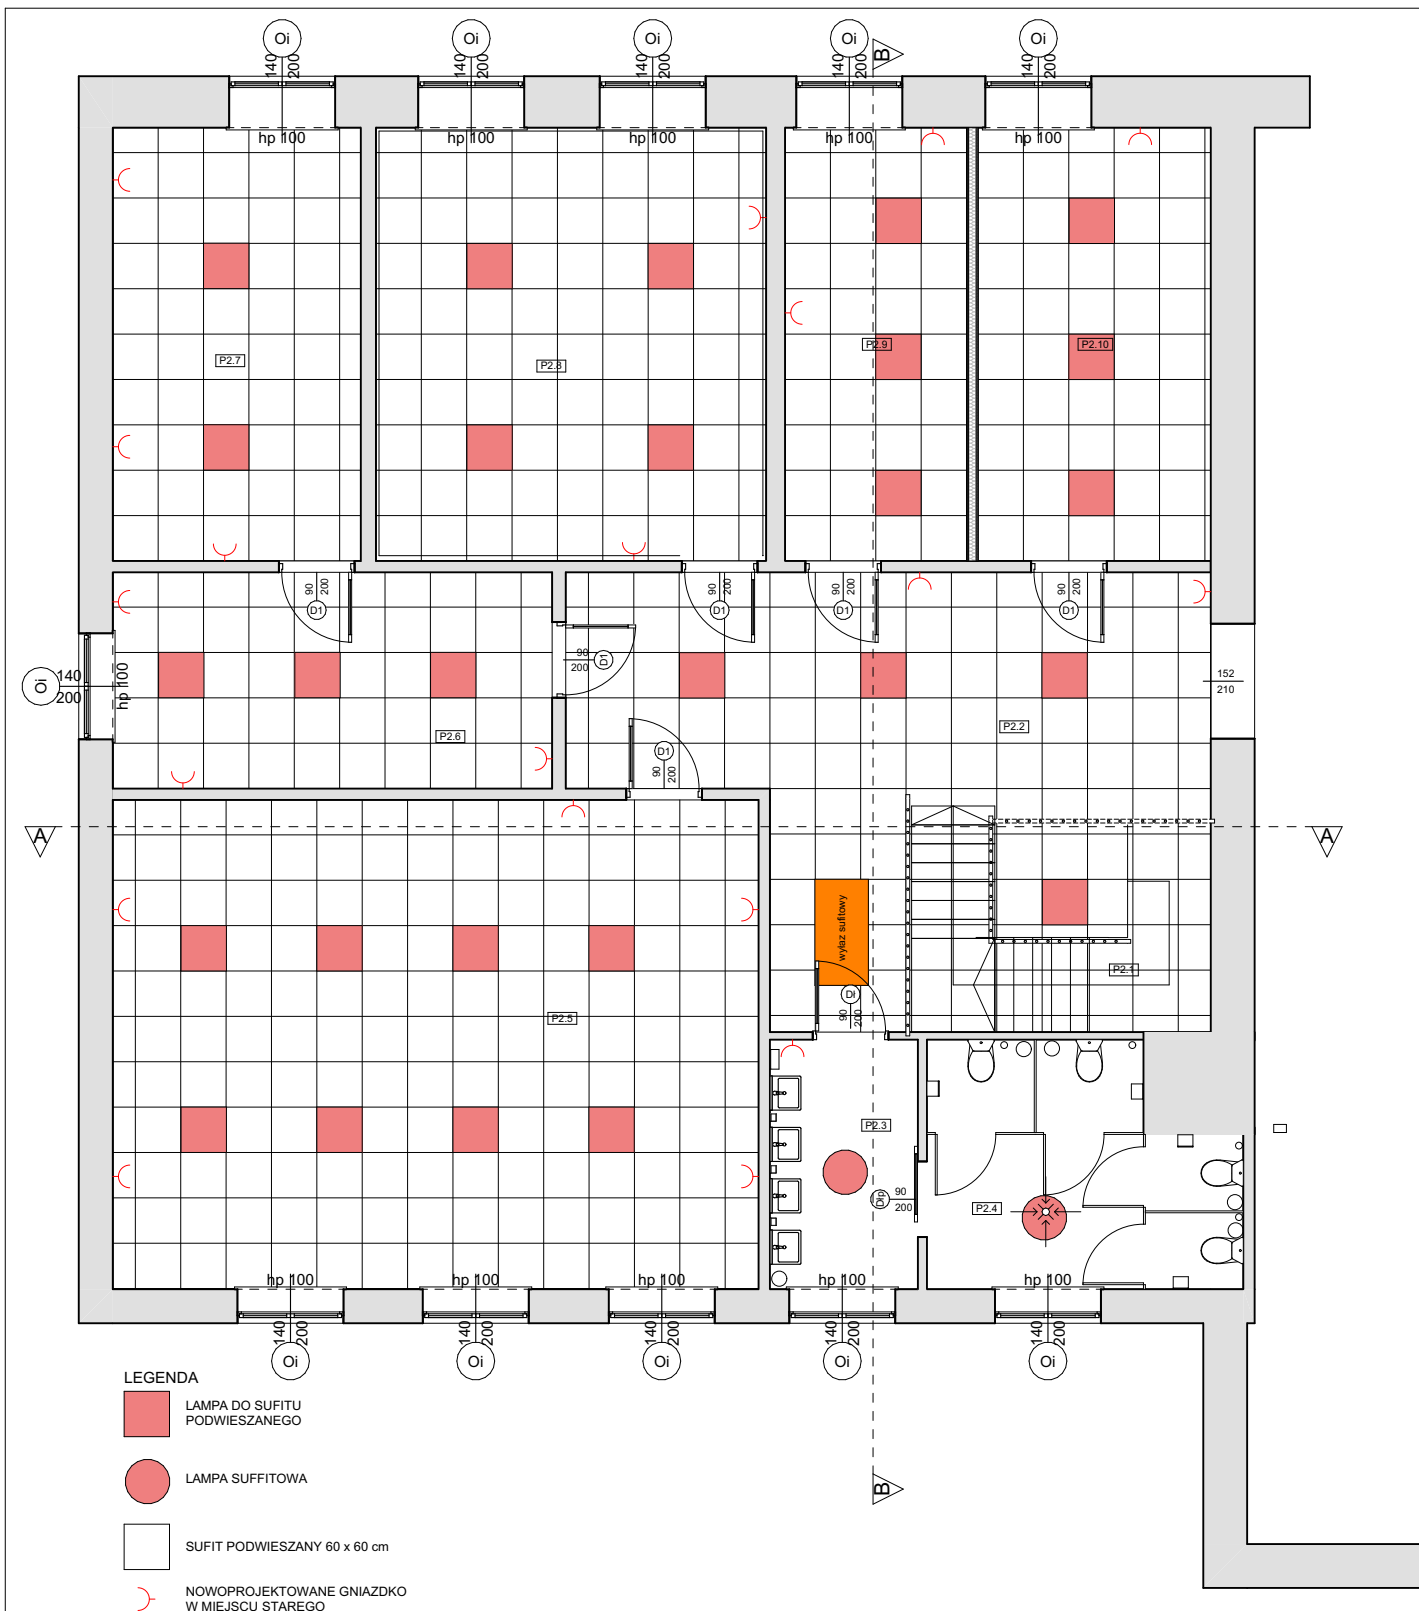 Oi Oi Oi Oi Oi
B
140 200 140 200 140 200 140 200 140 200
hp 100 hp 100 hp 100 hp 100 hp 100
P2.7 P2.8 P2.9 P2.10
90 200 D1 90 200 D1 90 200 D1 90 200 D1
90 200 D1
Oi 140 200 hp 100
152
210
P2.6 P2.2
D1 90 200
A A
wyłaz sufitowy
P2.1
P2.5
Dł 90 200
P2.3
Dłp 90 200
P2.4
hp 100 hp 100 hp 100 hp 100 hp 100
140 200 140 200 140 200 140 200 140 200
Oi Oi Oi Oi Oi
B
LEGENDA
LAMPA DO SUFITU
PODWIESZANEGO
LAMPA SUFFITOWA
SUFIT PODWIESZANY 60 x 60 cm
NOWOPROJEKTOWANE GNIAZDKO
W MIEJSCU STAREGO